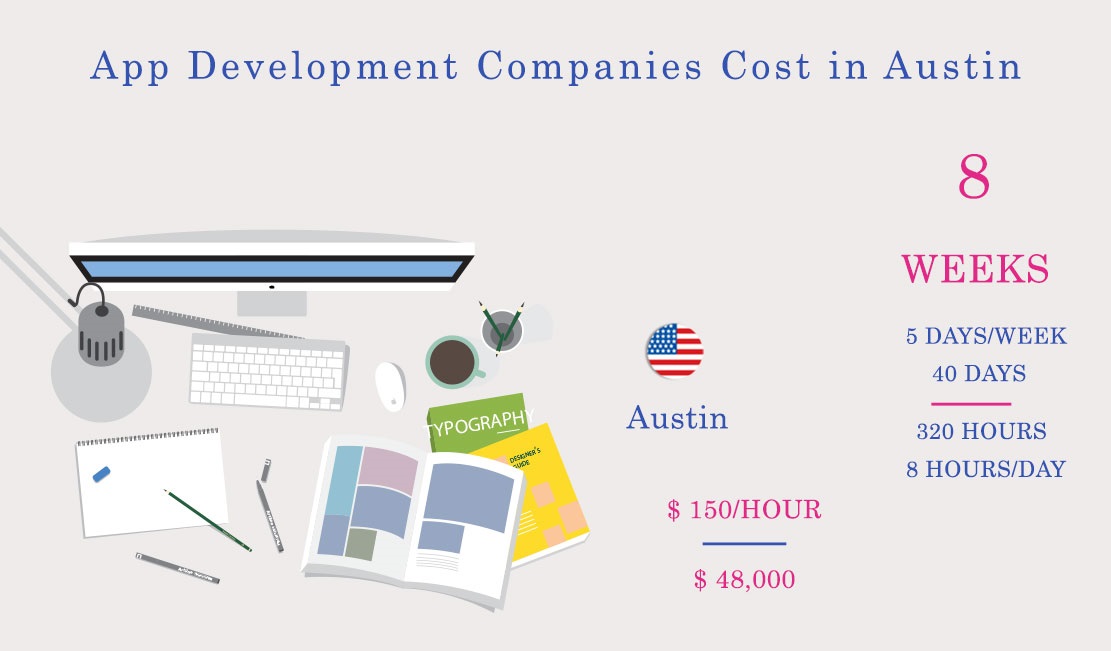 App Development Companies Cost in Austin
8
WEEKS
5 DAYS/WEEK
40 DAYS
320 HOURS
8 HOURS/DAY
Austin
$ 150/HOUR
$ 48,000
TYPOGRAPHY
DESIGNER'S
GUIDE